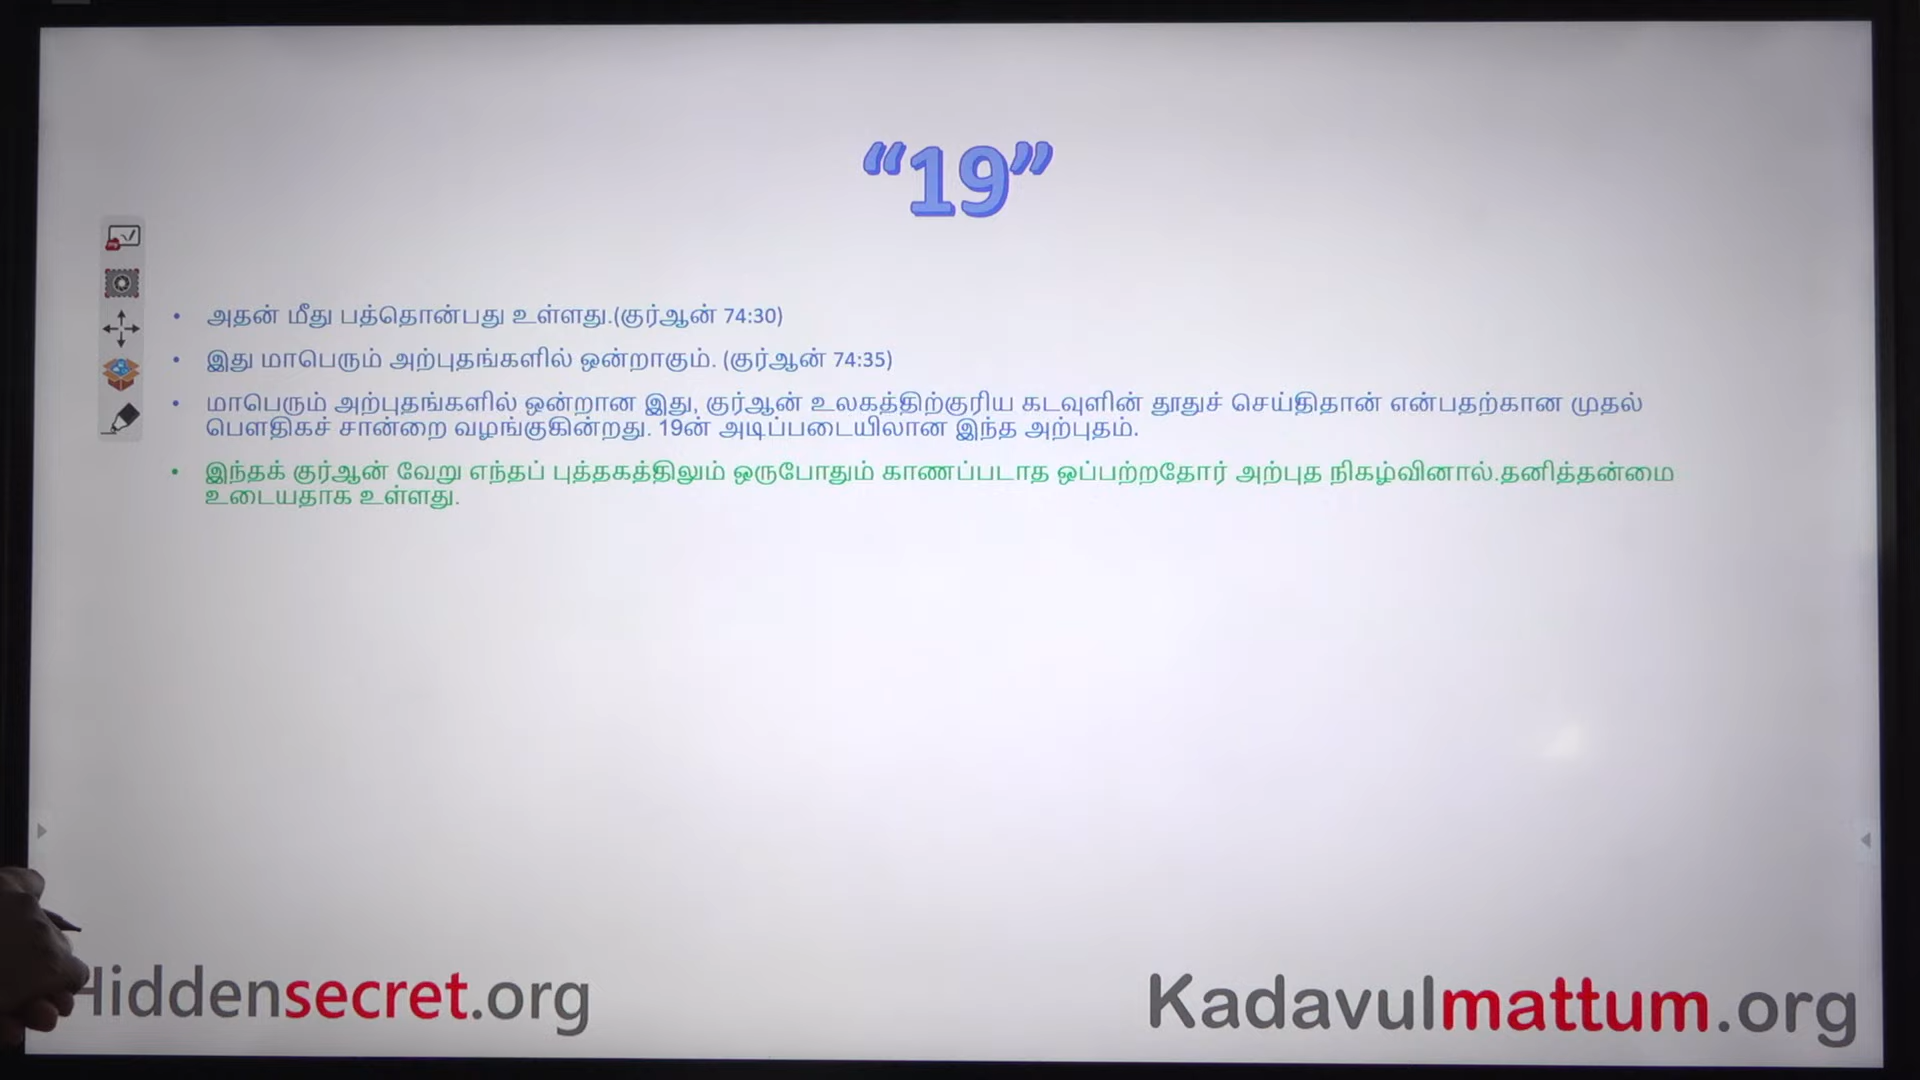 “19”
• அதன் மீது பத்தொன்பது உள்ளது.(குர்ஆன் 74:30)
• இது மாபெரும் அற்புதங்களில் ஒன்றாகும். (குர்ஆன் 74:35)
• மாபெரும் அற்புதங்களில் ஒன்றான இது, குர்ஆன் உலகத்திற்குரிய கடவுளின் தூதுச் செய்திதான் என்பதற்கான முதல்
பௌதிகச் சான்றை வழங்குகின்றது. 19ன் அடிப்படையிலான இந்த அற்புதம்.
• இந்தக் குர்ஆன் வேறு எந்தப் புத்தகத்திலும் ஒருபோதும் காணப்படாத ஒப்பற்றதோர் அற்புத நிகழ்வினால்.தனித்தன்மை
உடையதாக உள்ளது.
Hiddensecret.org
Kadavulmattum.org